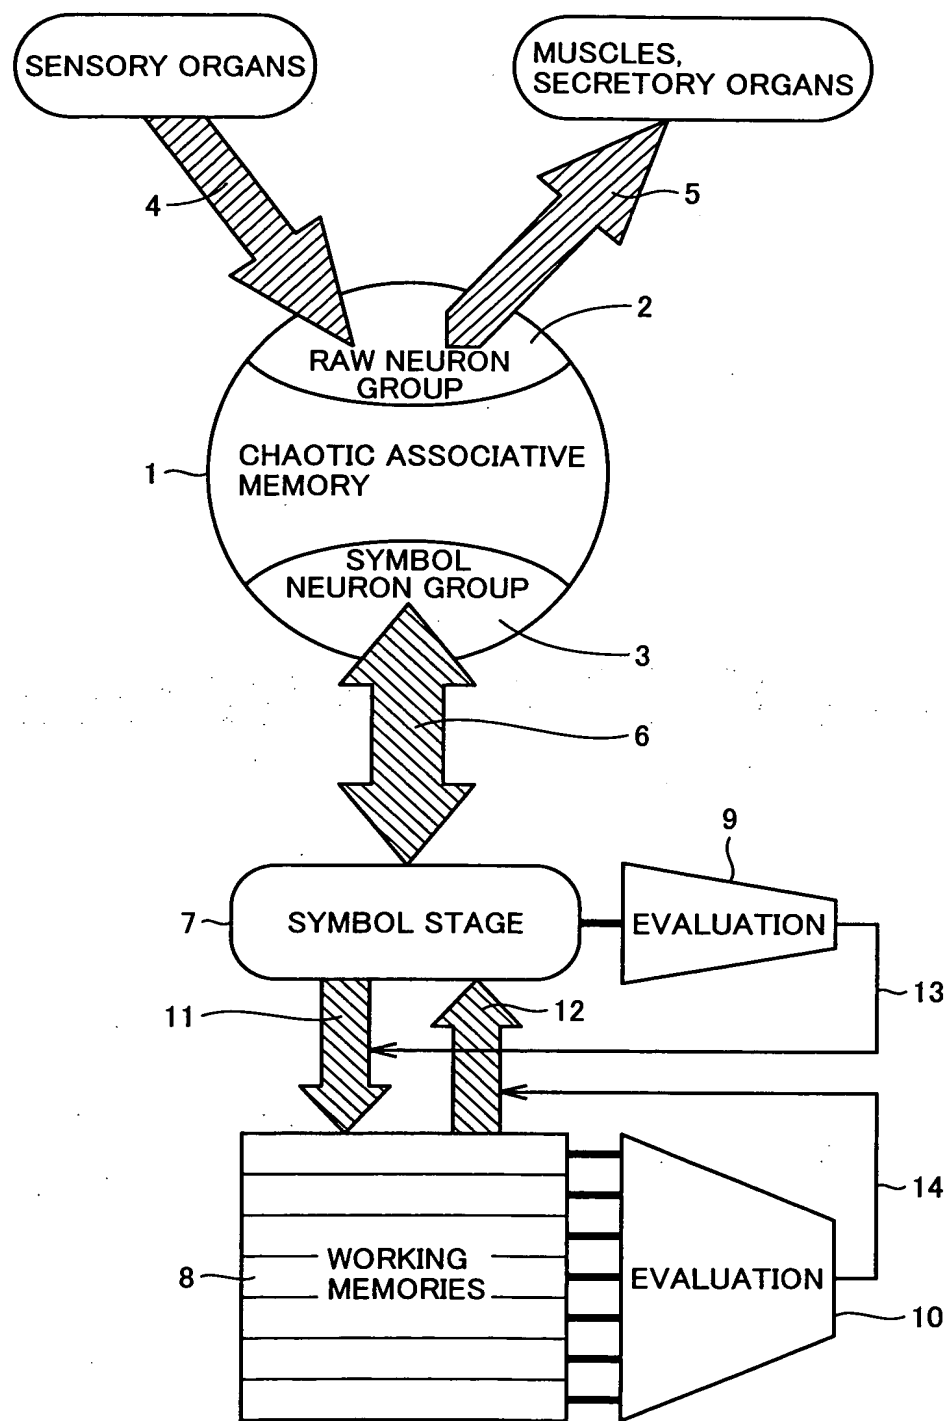 SENSORY ORGANS
MUSCLES,
SECRETORY ORGANS
4
5
2
RAW NEURON
GROUP
1
CHAOTIC ASSOCIATIVE
MEMORY
SYMBOL
NEURON GROUP
3
6
9
7
SYMBOL STAGE
EVALUATION
11
12
13
14
8
WORKING
MEMORIES
EVALUATION
10